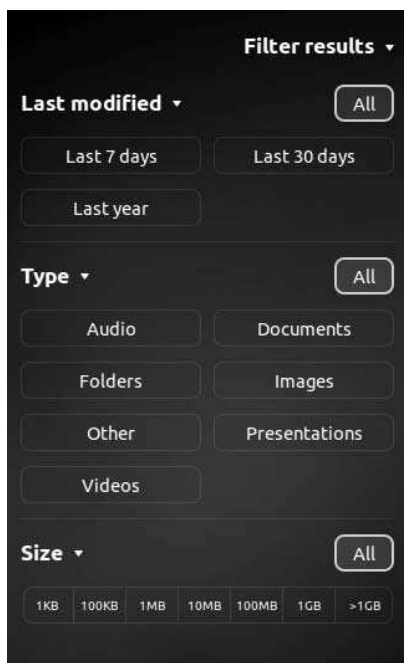 Filter results
Last modified All
Last 7 days Last 30 days
Last year
Type All
Audio Documents
Folders Images
Other Presentations
Videos
Size All
1KB 100KB 1MB 10MB 100MB 1GB >1GB